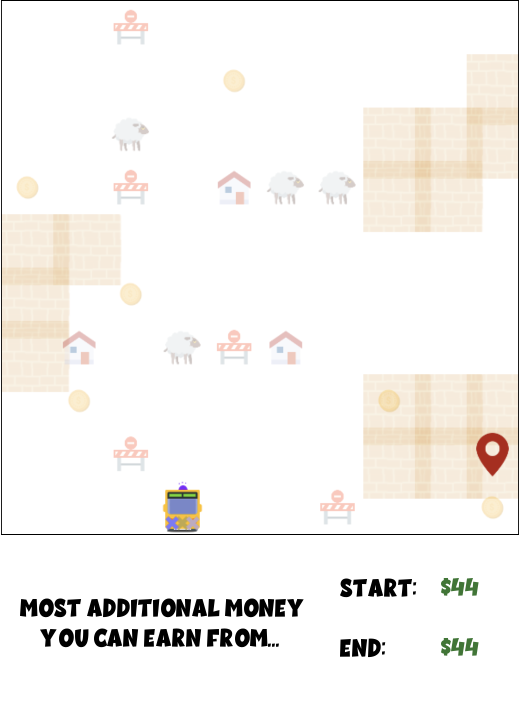 MOST ADDITIONAL MONEY
YOU CAN EARN FROM...
START: $44
END: $44